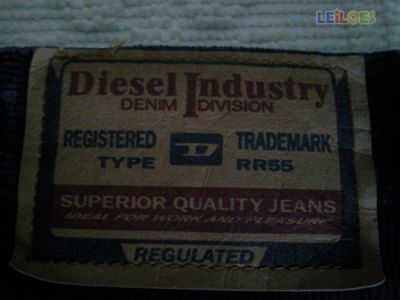 LEiLOES
Diesel Industry
DENIM DIVISION
REGISTERED D TRADEMARK
TYPE RR55
SUPERIOR QUALITY JEANS
IDEAL FOR WORK AND PLEASURE
REGULATED